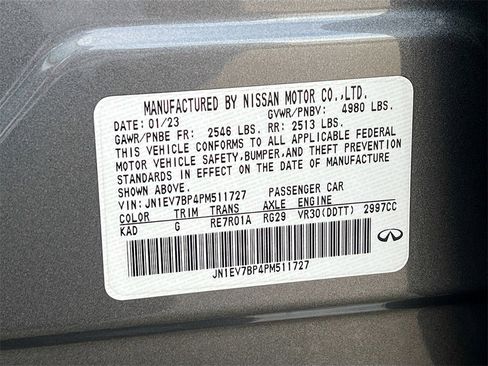 MANUFACTURED BY NISSAN MOTOR CO.,LTD.
DATE: 01/23 GVWR/PNBV: 4980 LBS.
GAWR/PNBE FR: 2546 LBS. RR: 2513 LBS.
THIS VEHICLE CONFORMS TO ALL APPLICABLE FEDERAL
MOTOR VEHICLE SAFETY,BUMPER,AND THEFT PREVENTION
STANDARDS IN EFFECT ON THE DATE OF MANUFACTURE
SHOWN ABOVE.
VIN: JN1EV7BP4PM511727 PASSENGER CAR
COLOR TRIM TRANS AXLE ENGINE
KAD G RE7R01A RG29 VR30(DDTT) 2997CC
JN1EV7BP4PM511727